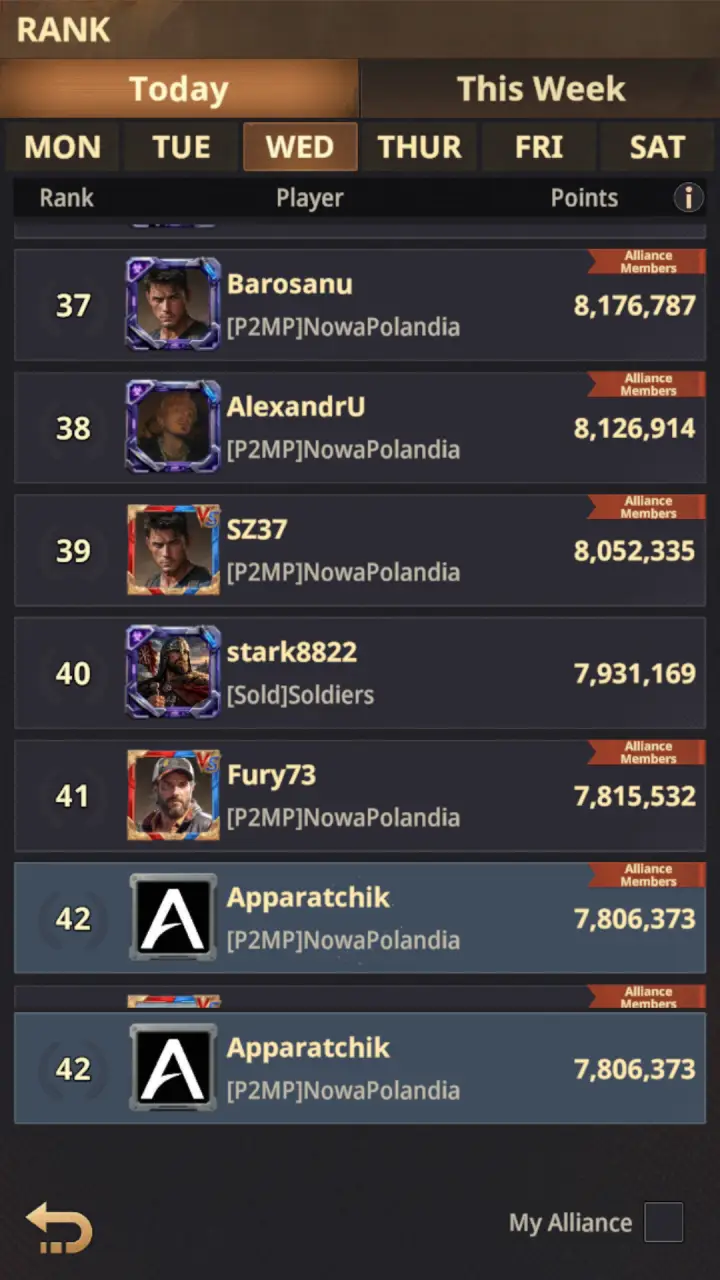 RANK
Today
This Week
MON
TUE
WED
THUR
FRI
SAT
Rank
Player
Points
i
37
Barosanu
[P2MP]NowaPolandia
Alliance
Members
8,176,787
38
AlexandrU
[P2MP]NowaPolandia
Alliance
Members
8,126,914
39
VS
SZ37
[P2MP]NowaPolandia
Alliance
Members
8,052,335
40
stark8822
[Sold]Soldiers
7,931,169
41
VS
Fury73
[P2MP]NowaPolandia
Alliance
Members
7,815,532
42
A
Apparatchik
[P2MP]NowaPolandia
Alliance
Members
7,806,373
VS
Alliance
Members
42
A
Apparatchik
[P2MP]NowaPolandia
7,806,373
My Alliance